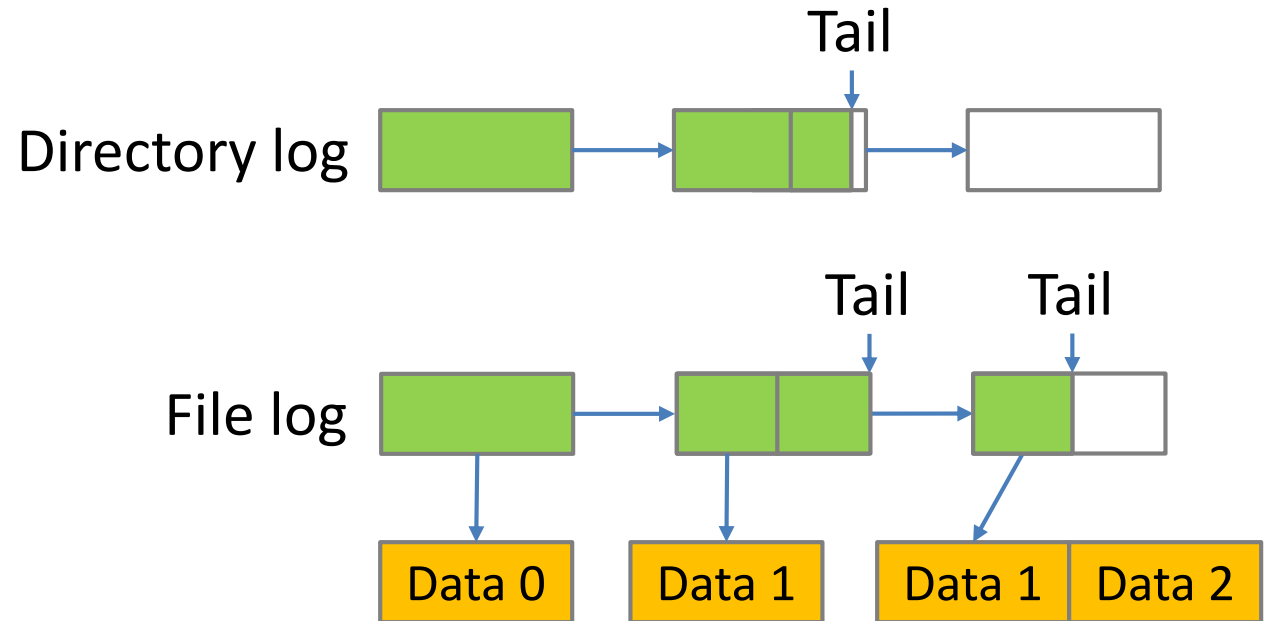 Tail
Directory log
Tail Tail
File log
Data 0 Data 1 Data 1 Data 2